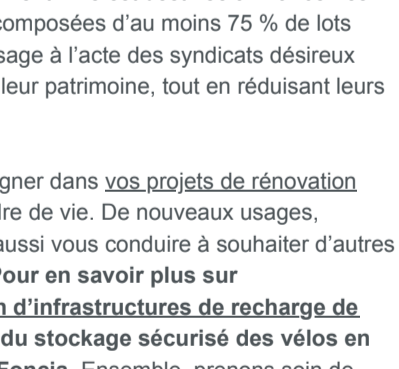 composées d'au moins 75 % de lots
sage à l'acte des syndicats désireux
leur patrimoine, tout en réduisant leurs
gner dans vos projets de rénovation
dre de vie. De nouveaux usages,
aussi vous conduire à souhaiter d'autres
Pour en savoir plus sur
n d'infrastructures de recharge de
du stockage sécurisé des vélos en
Foncia. Ensemble, prenons soin de